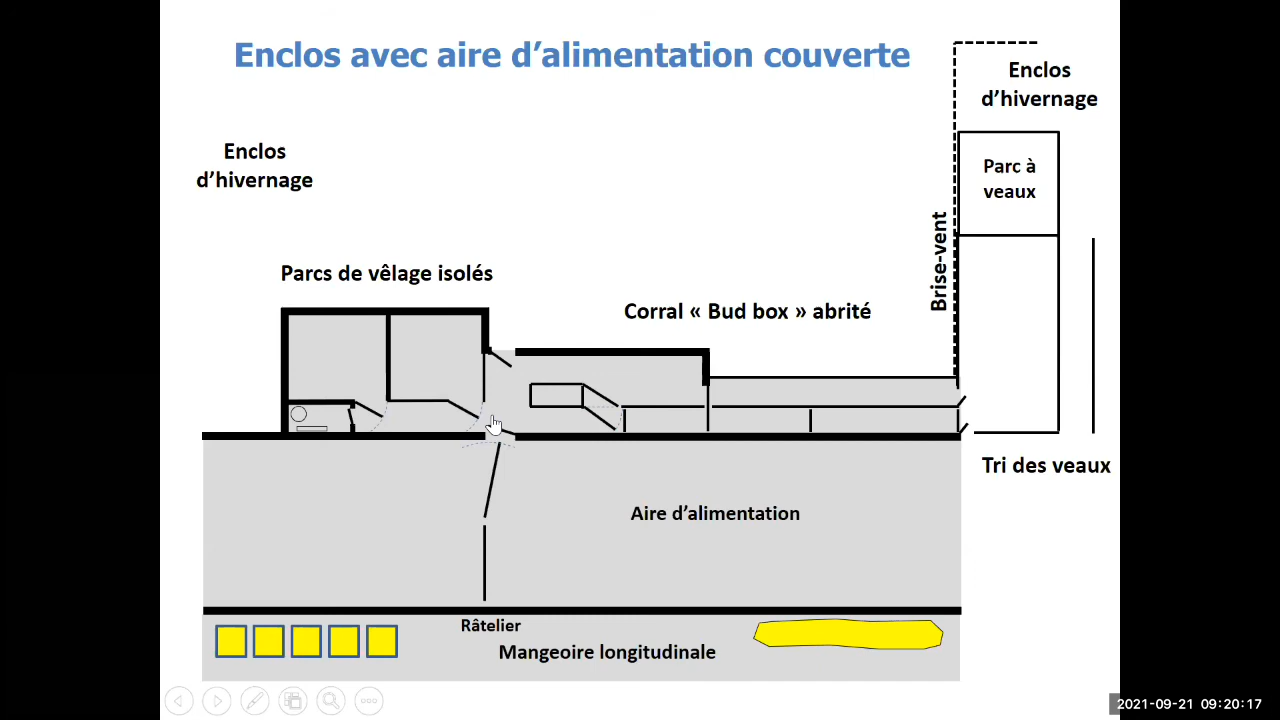 Enclos avec aire d’alimentation couverte
Enclos
d’hivernage
Enclos
d’hivernage
Parc à
veaux
Brise-vent
Parcs de vêlage isolés
Corral « Bud box » abrité
Tri des veaux
Aire d’alimentation
Râtelier
Mangeoire longitudinale
2021-09-21 09:20:17